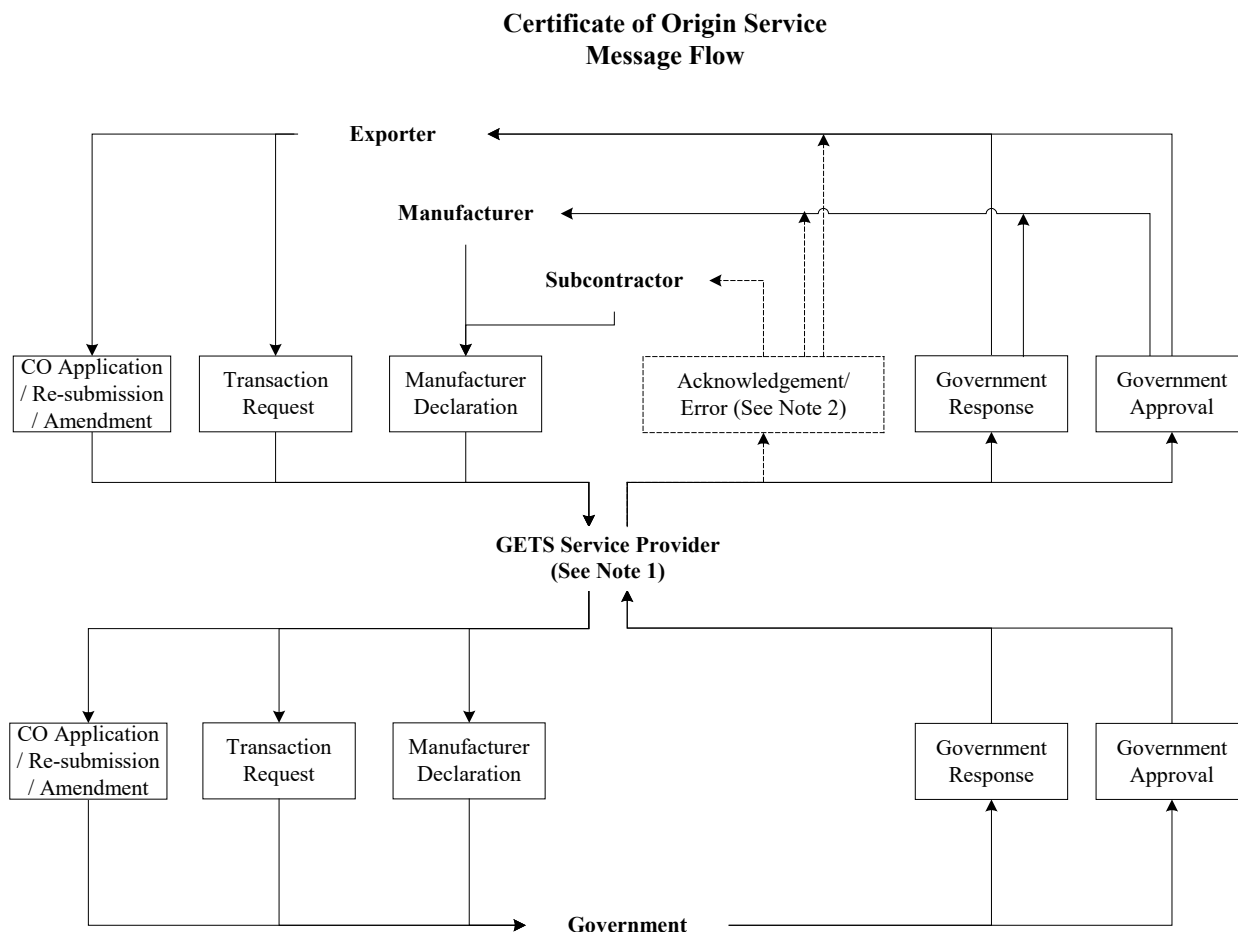 Certificate of Origin Service
Message Flow
Exporter
Manufacturer
Subcontractor
CO Application
/ Re-submission
/ Amendment
Transaction
Request
Manufacturer
Declaration
Acknowledgement/
Error (See Note 2)
Government
Response
Government
Approval
GETS Service Provider
(See Note 1)
CO Application
/ Re-submission
/ Amendment
Transaction
Request
Manufacturer
Declaration
Government
Response
Government
Approval
Government